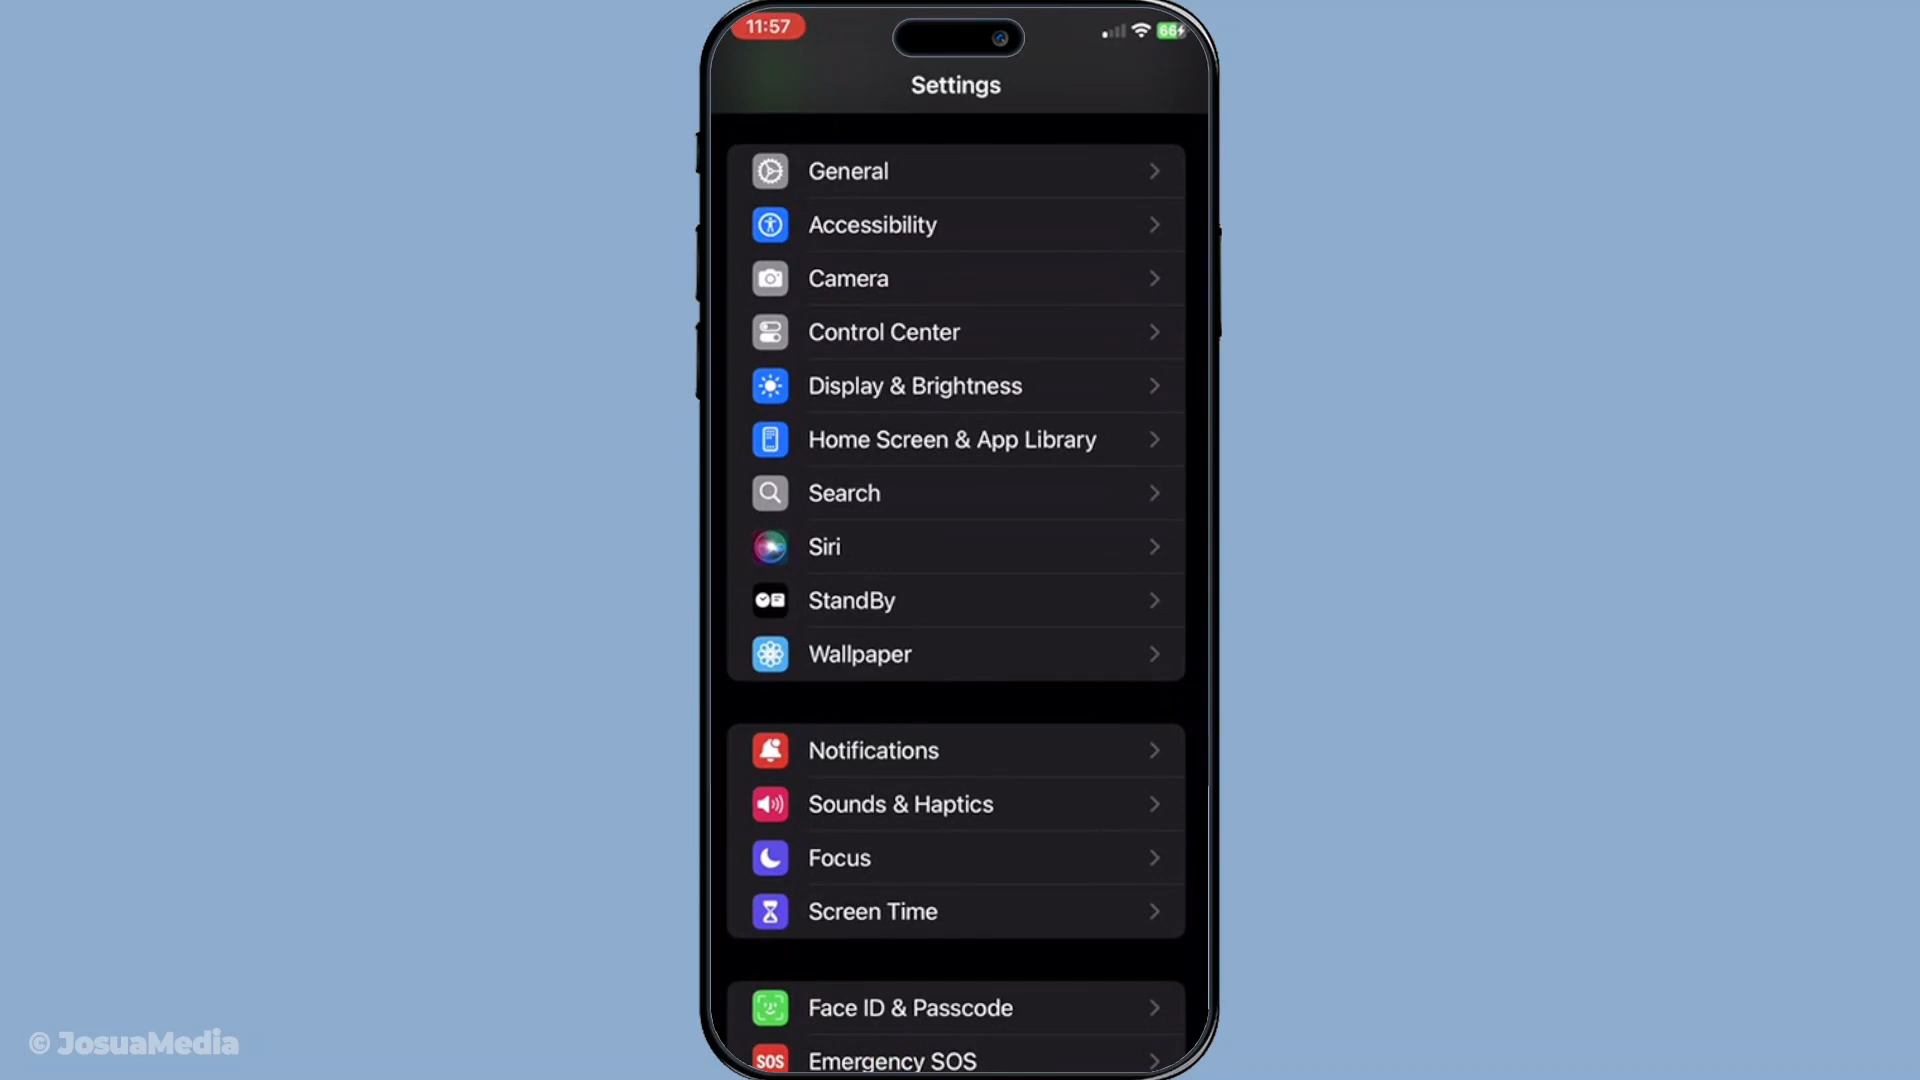 11:57
66
Settings
General
Accessibility
Camera
Control Center
Display & Brightness
Home Screen & App Library
Search
Siri
StandBy
Wallpaper
Notifications
Sounds & Haptics
Focus
Screen Time
Face ID & Passcode
SOS Emergency SOS
© JosuaMedia